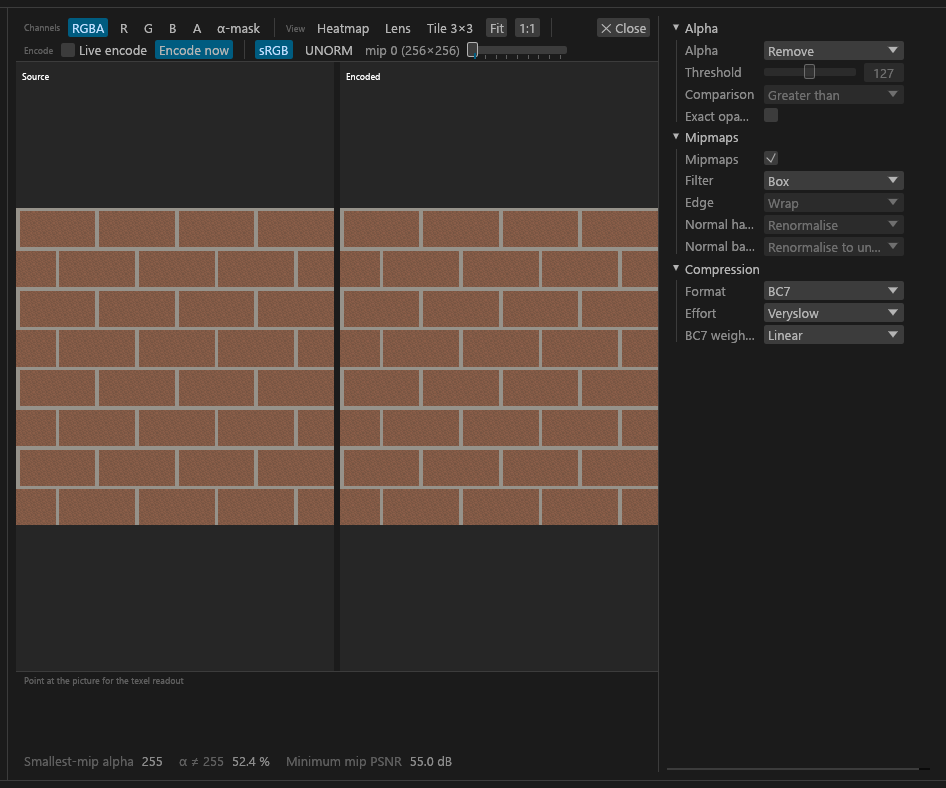 Channels RGBA R G B A α-mask View Heatmap Lens Tile 3×3 Fit 1:1 Close
Encode Live encode Encode now sRGB UNORM mip 0 (256×256)
Source Encoded
Point at the picture for the texel readout
Smallest-mip alpha 255 α ≠ 255 52.4 % Minimum mip PSNR 55.0 dB
Alpha
Alpha Remove
Threshold 127
Comparison Greater than
Exact opa...
Mipmaps
Mipmaps
Filter Box
Edge Wrap
Normal ha... Renormalise
Normal ba... Renormalise to un...
Compression
Format BC7
Effort Veryslow
BC7 weigh... Linear